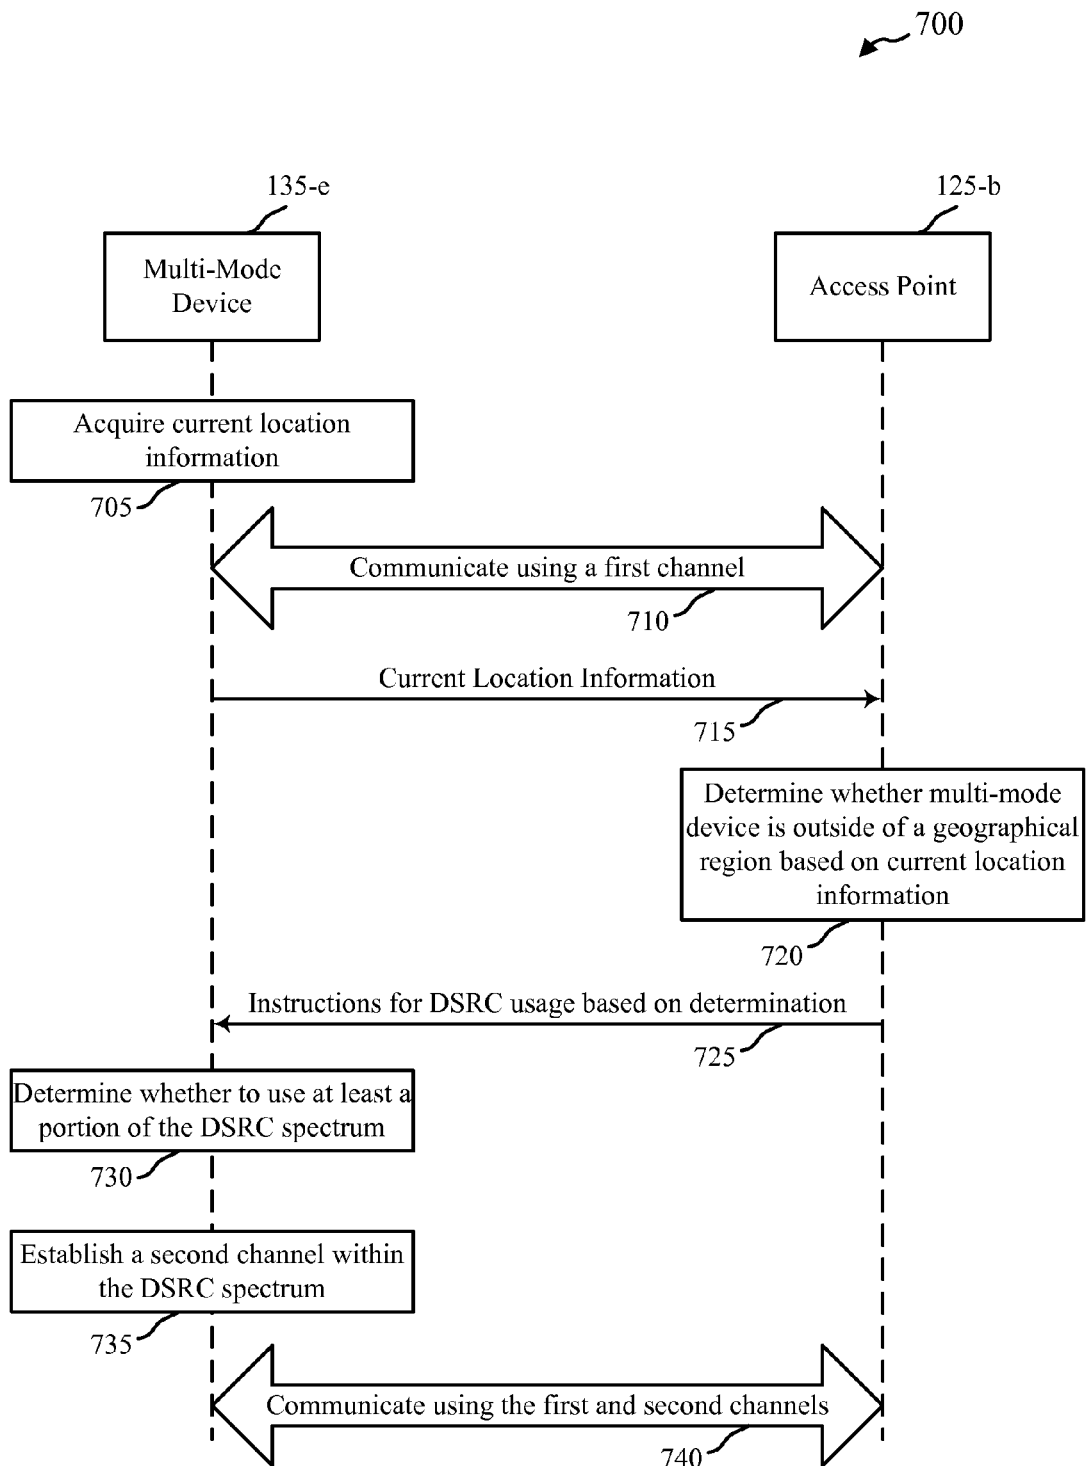 700
135-e
125-b
Multi-Mode
Device
Access Point
Acquire current location
information
705
Communicate using a first channel
710
Current Location Information
715
Determine whether multi-mode
device is outside of a geographical
region based on current location
information
720
Instructions for DSRC usage based on determination
725
Determine whether to use at least a
portion of the DSRC spectrum
730
Establish a second channel within
the DSRC spectrum
735
Communicate using the first and second channels
740